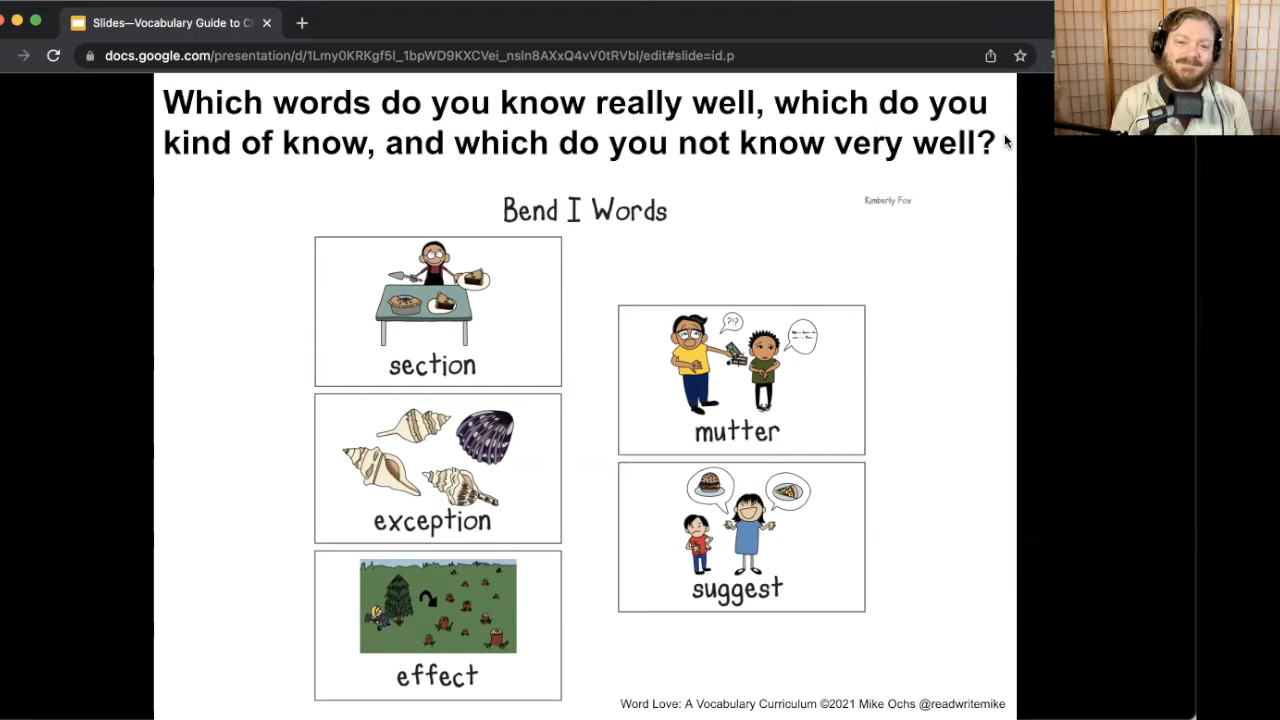 Slides—Vocabulary Guide to Cl
docs.google.com/presentation/d/1Lmy0KRKgf5I_1bpWD9KXCVei_nsIn8AXxQ4vV0tRVbI/edit#slide=id.p
Which words do you know really well, which do you
kind of know, and which do you not know very well?
Bend I Words
Kimberly Fox
section
exception
effect
?!?
mutter
suggest
Word Love: A Vocabulary Curriculum ©2021 Mike Ochs @readwritemike